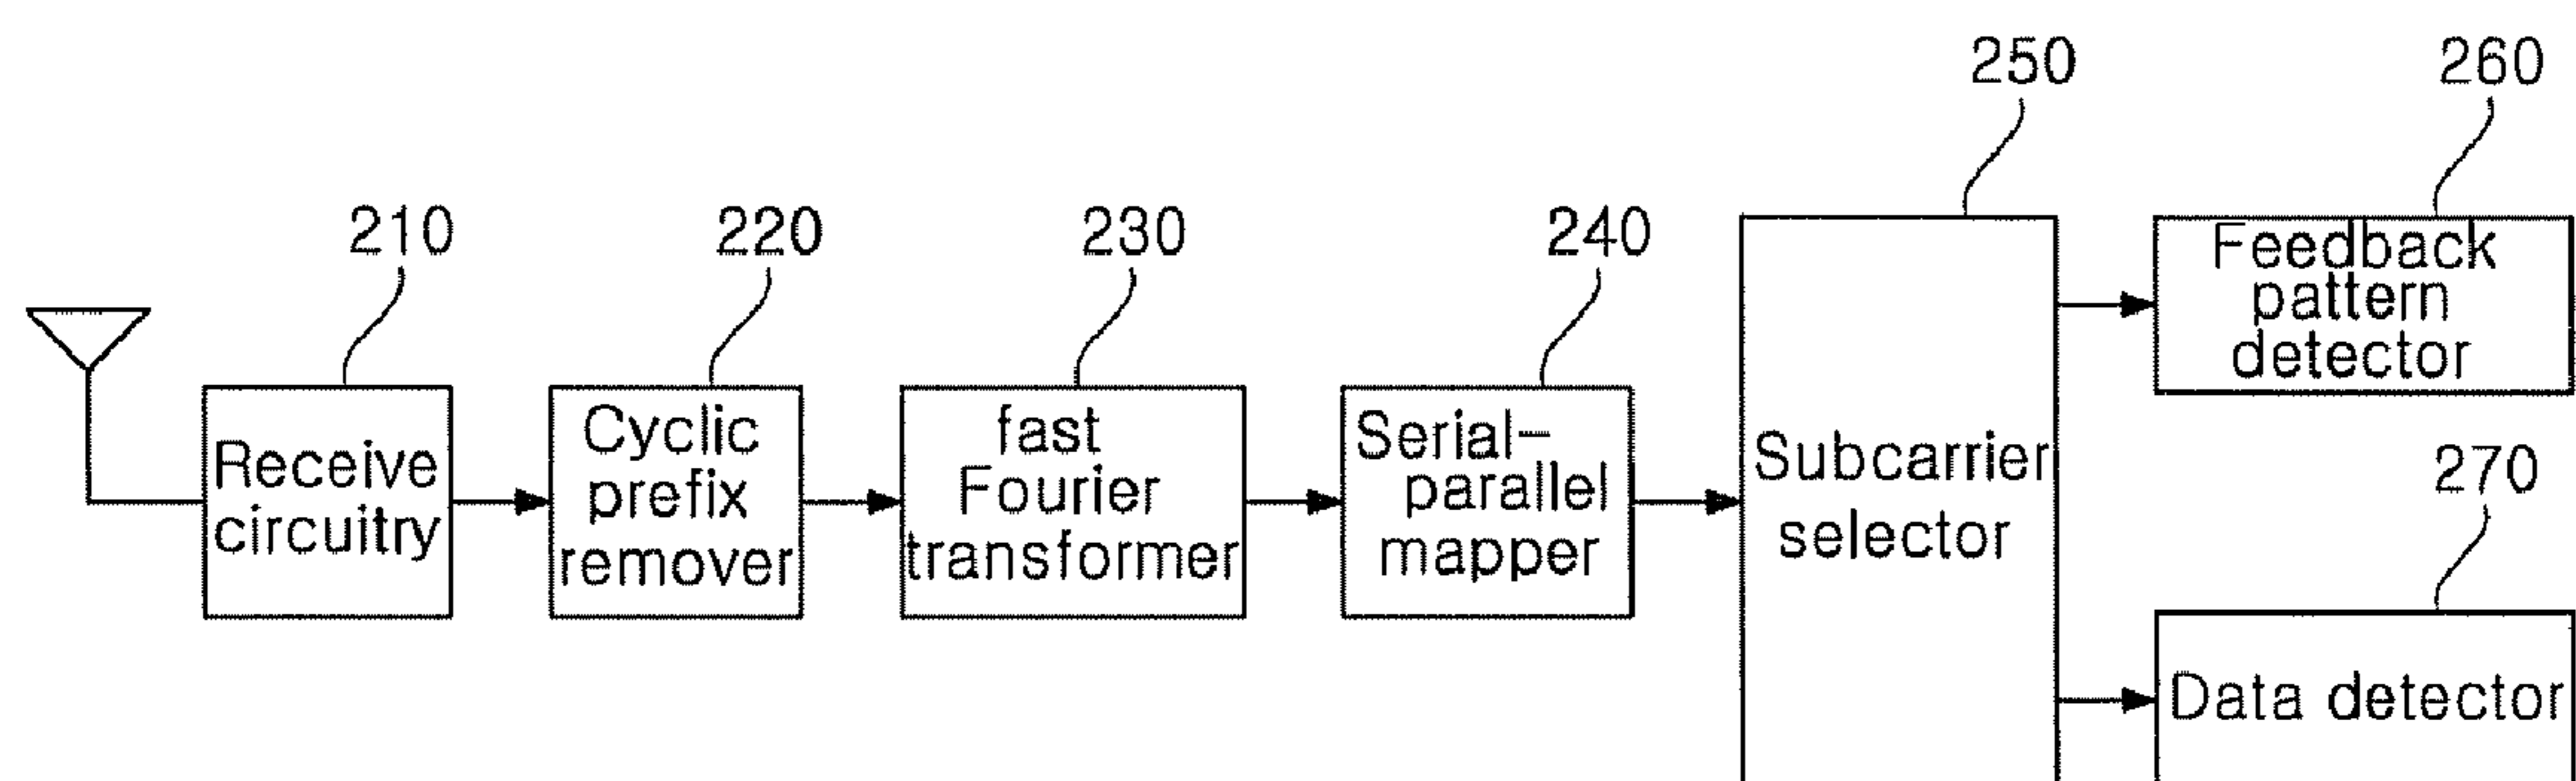 250
260
210
220
230
240
Feedback
pattern
detector
Receive
circuitry
Cyclic
prefix
remover
fast
Fourier
transformer
Serial-
parallel
mapper
Subcarrier
selector
270
Data detector